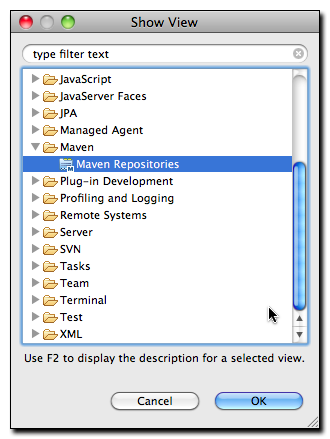 Show View
type filter text
JavaScript
JavaServer Faces
JPA
Managed Agent
Maven
Maven Repositories
Plug-in Development
Profiling and Logging
Remote Systems
Server
SVN
Tasks
Team
Terminal
Test
XML
Use F2 to display the description for a selected view.
Cancel OK